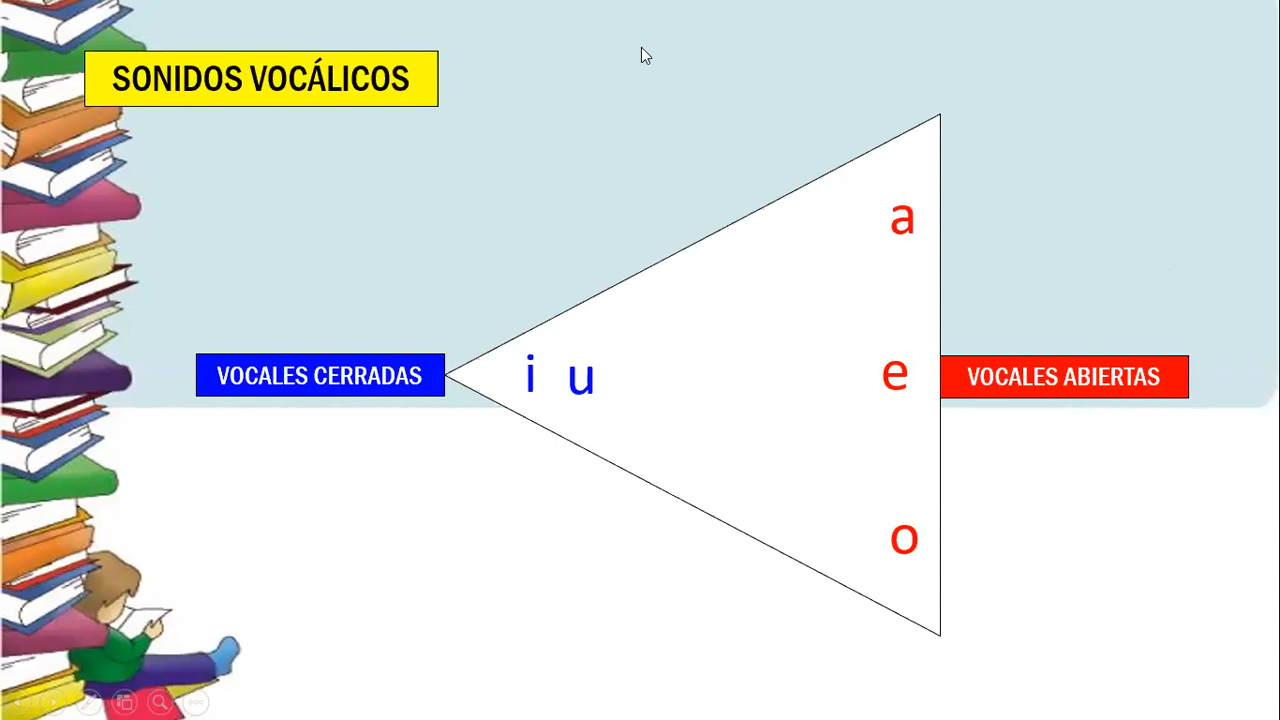 SONIDOS VOCÁLICOS
a
VOCALES CERRADAS
i u
e
VOCALES ABIERTAS
o